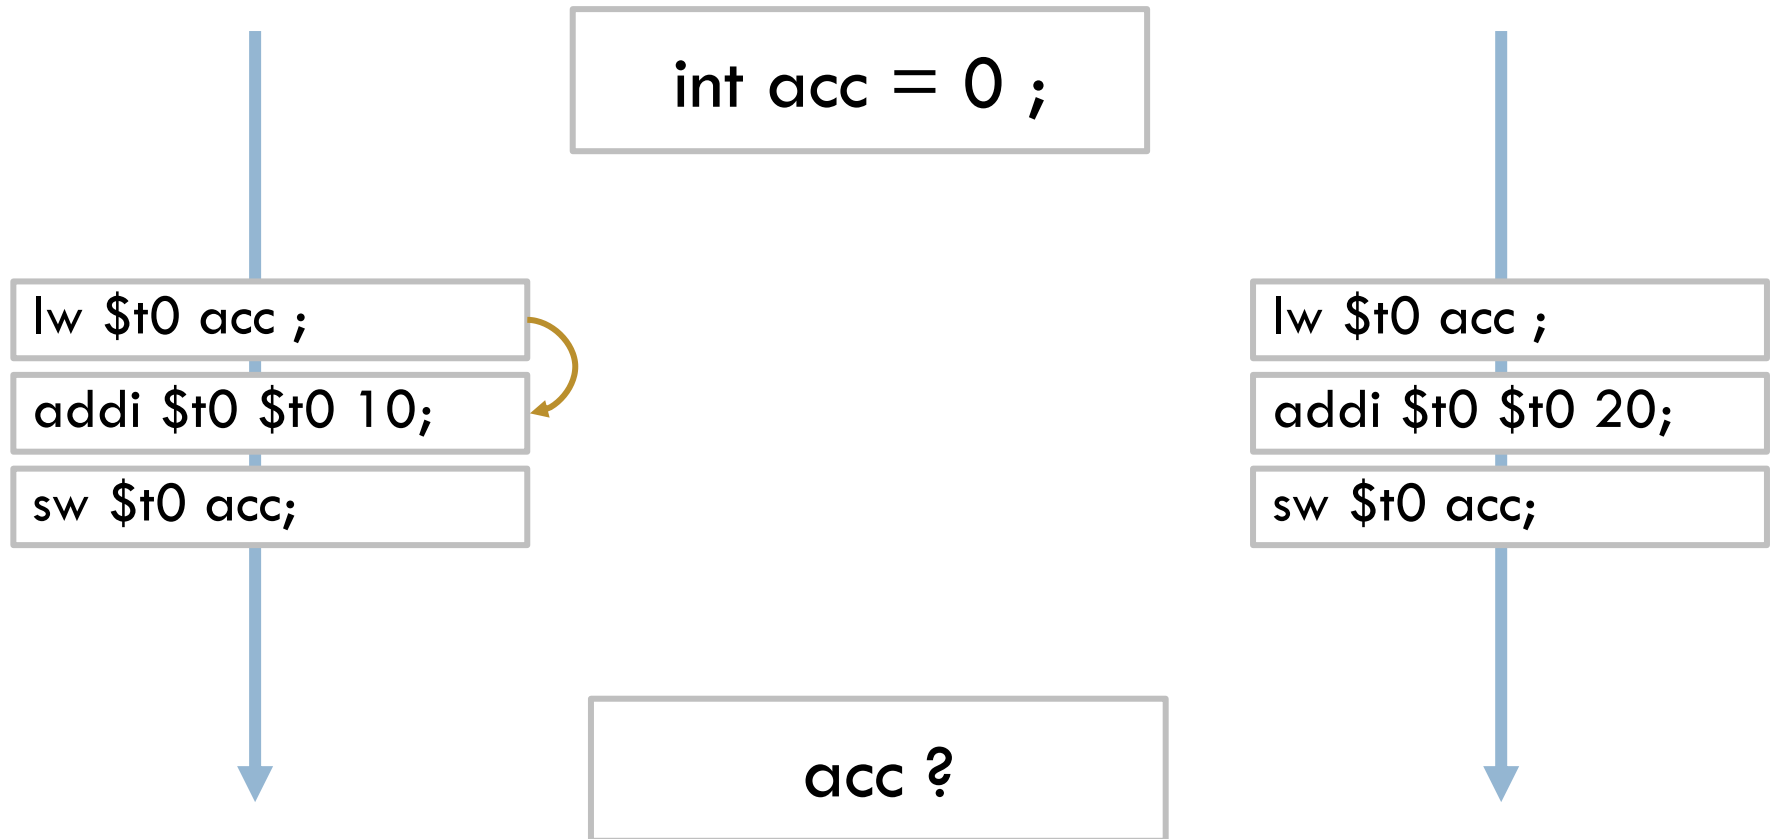 int acc = 0 ;
lw $t0 acc ;
addi $t0 $t0 10;
sw $t0 acc;
lw $t0 acc ;
addi $t0 $t0 20;
sw $t0 acc;
acc ?